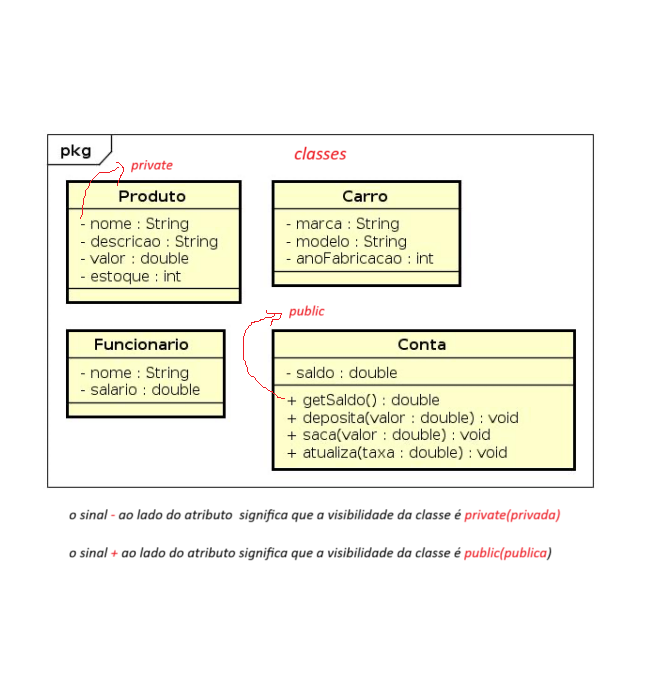 pkg
classes
private
Produto
- nome : String
- descricao : String
- valor : double
- estoque : int
Carro
- marca : String
- modelo : String
- anoFabricacao : int
public
Funcionario
- nome : String
- salario : double
Conta
- saldo : double
+ getSaldo() : double
+ deposita(valor : double) : void
+ saca(valor : double) : void
+ atualiza(taxa : double) : void
o sinal - ao lado do atributo significa que a visibilidade da classe é private(privada)
o sinal + ao lado do atributo significa que a visibilidade da classe é public(publica)